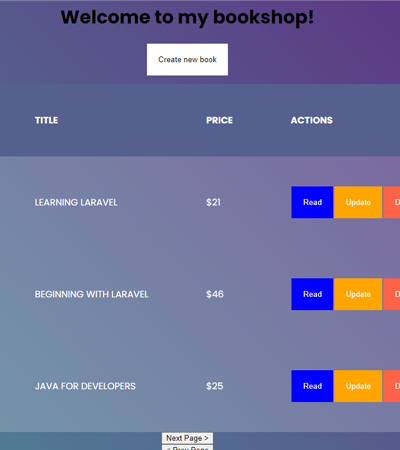 Welcome to my bookshop!
Create new book
TITLE PRICE ACTIONS
LEARNING LARAVEL $21 Read Update D
BEGINNING WITH LARAVEL $46 Read Update D
JAVA FOR DEVELOPERS $25 Read Update D
Next Page >
< Prev Page